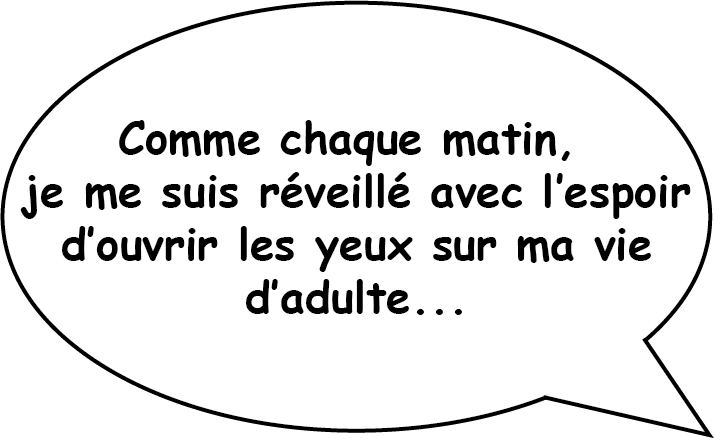 Comme chaque matin,
je me suis réveillé avec l'espoir
d'ouvrir les yeux sur ma vie
d'adulte...